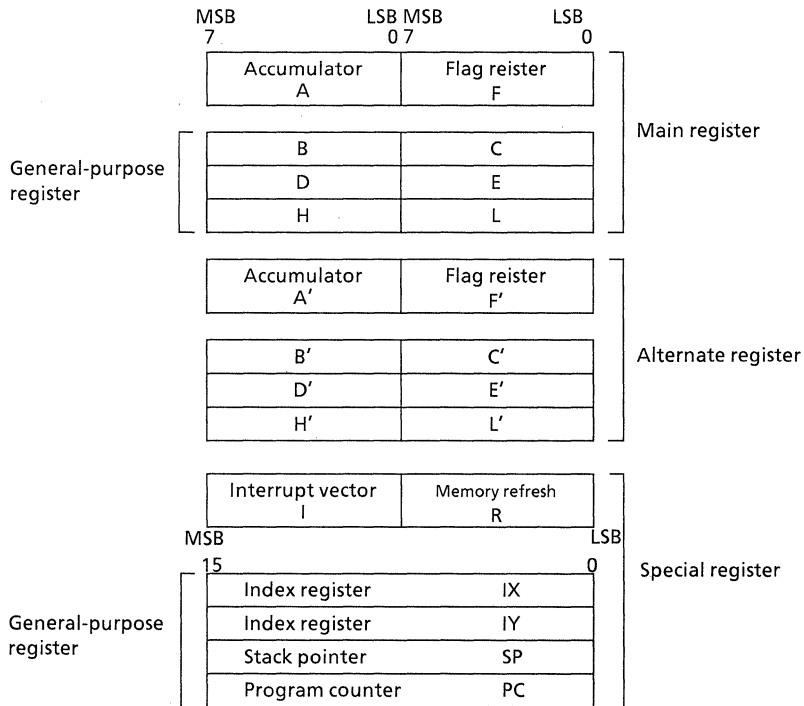 MSB LSB MSB LSB
7 0 7 0
Accumulator Flag reister
A F
Main register
General-purpose
register
B C
D E
H L
Accumulator Flag reister
A′ F′
Alternate register
B′ C′
D′ E′
H′ L′
Interrupt vector Memory refresh
I R
MSB LSB
15 0
Special register
General-purpose
register
Index register IX
Index register IY
Stack pointer SP
Program counter PC